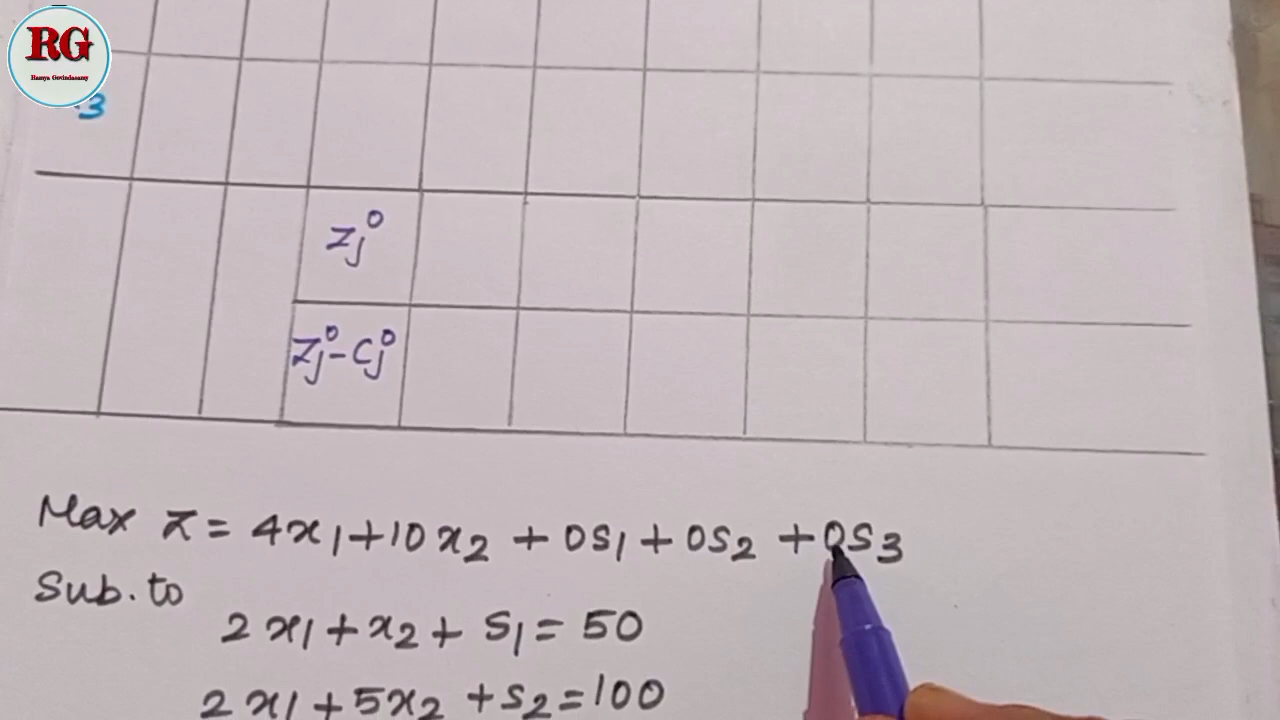 RG
Ramya Govindasamy
3
Zj
Zj - Cj
Max Z = 4x₁ + 10x₂ + 0S₁ + 0S₂ + 0S₃
Sub. to
2x₁ + x₂ + S₁ = 50
2x₁ + 5x₂ + S₂ = 100